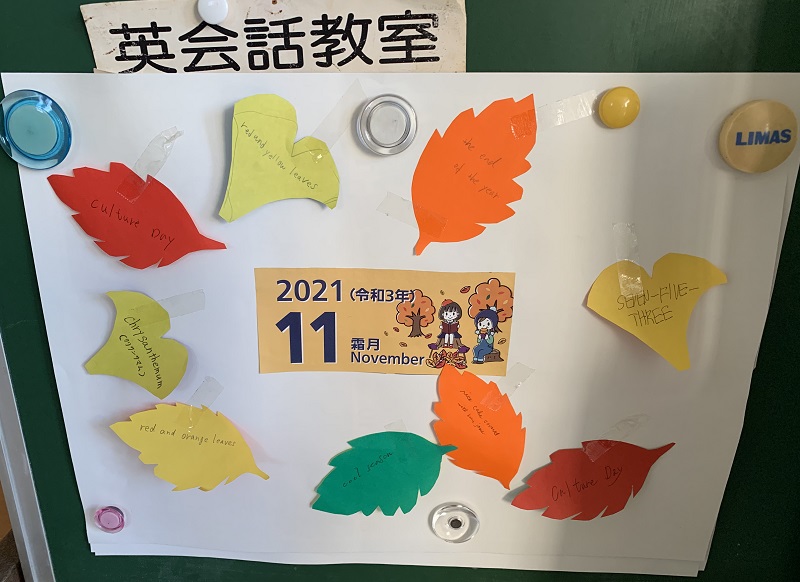 英会話教室
LIMAS
red and yellow leaves
the end
of the year
Culture Day
2021(令和3年)
11
霜月
November
SEVEN-FIVE-
THREE
chrysanthemum
red and orange leaves
cool season
Culture Day